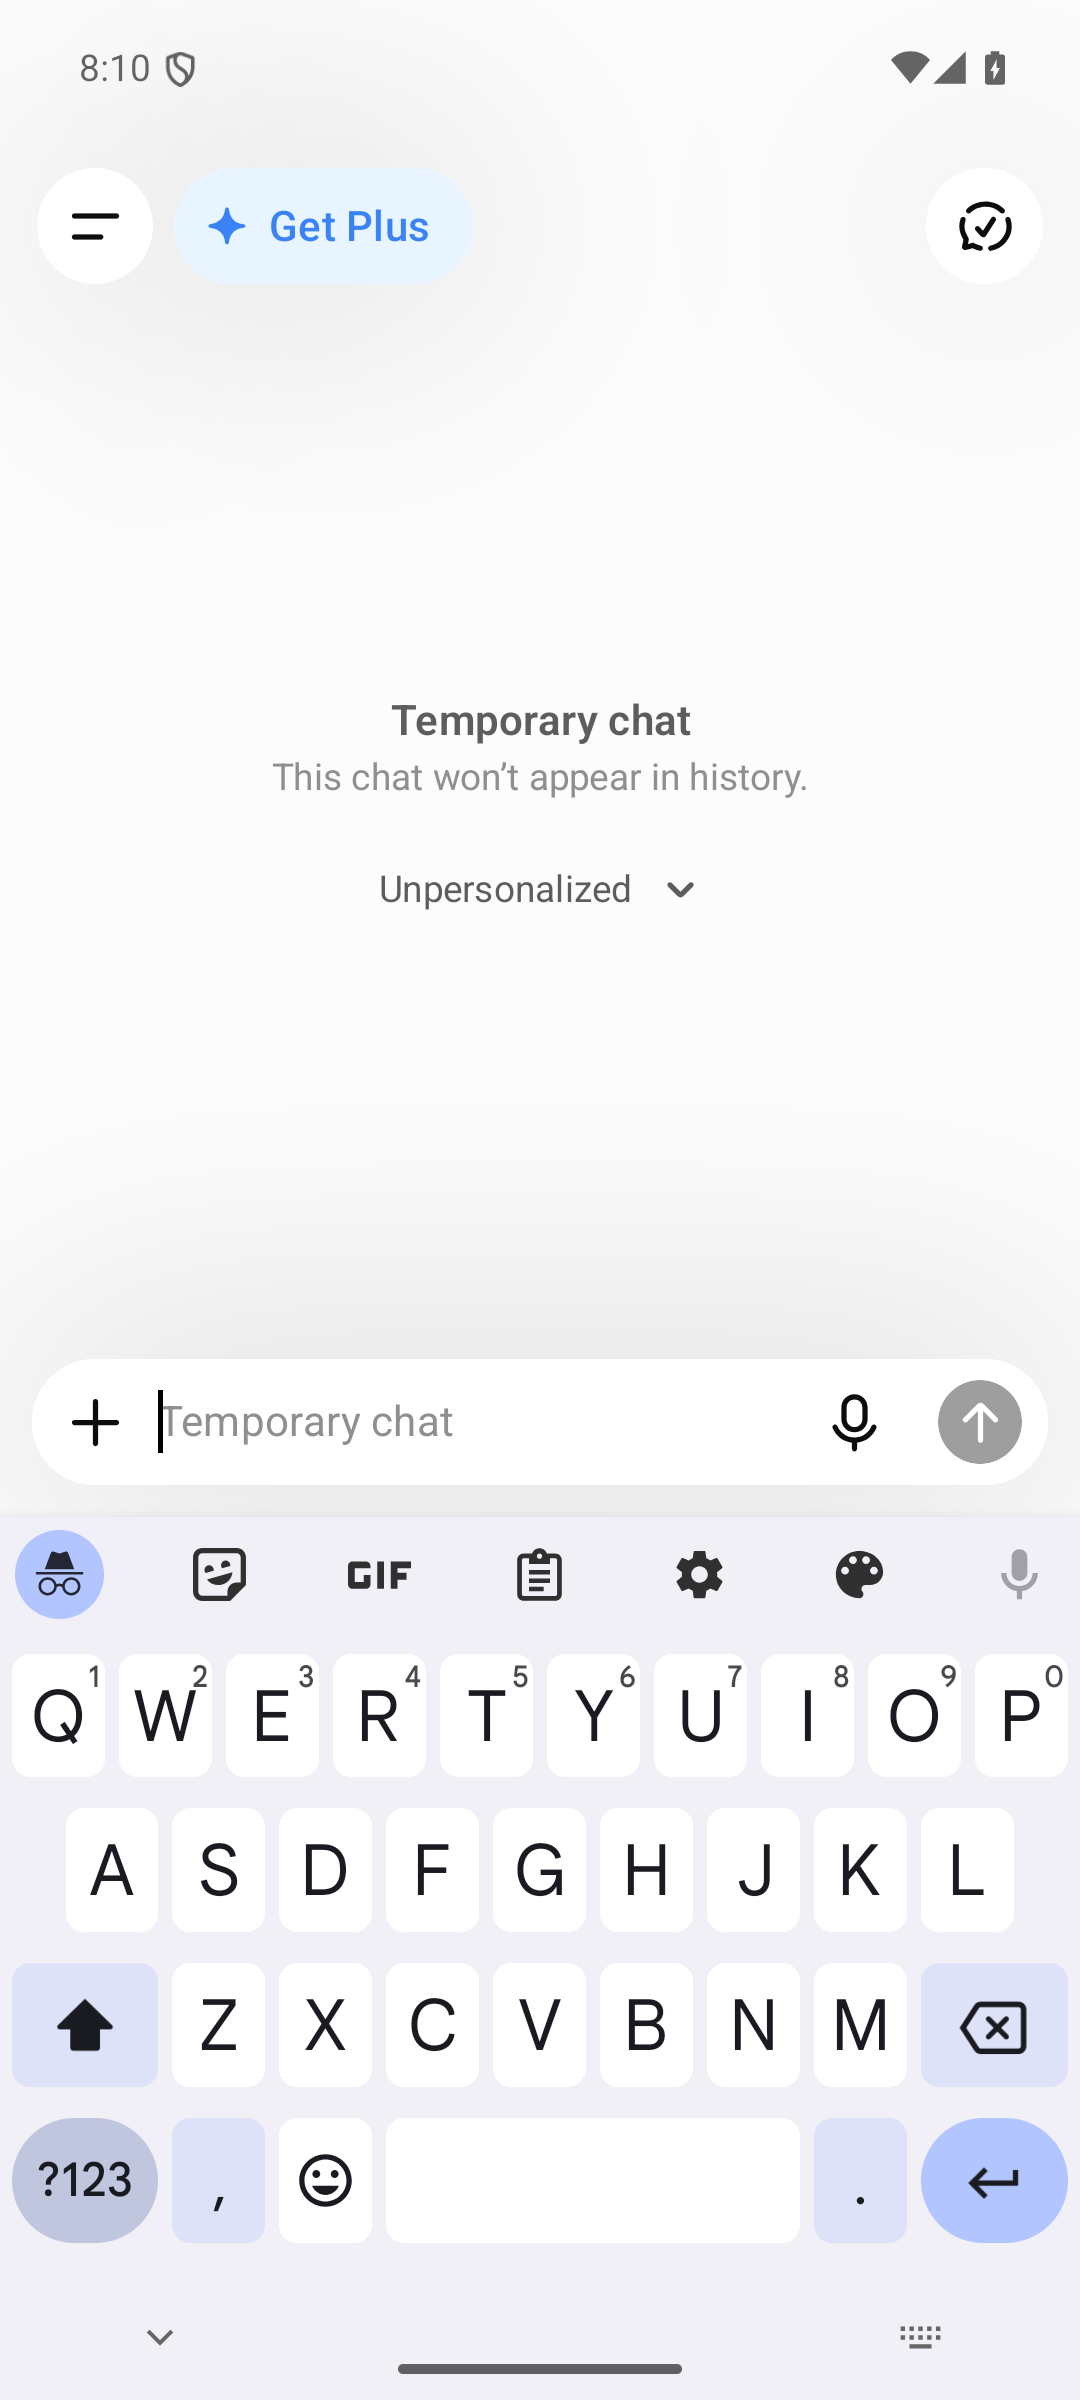 8:10
Get Plus
Temporary chat
This chat won’t appear in history.
Unpersonalized
Temporary chat
GIF
Q1 W2 E3 R4 T5 Y6 U7 I8 O9 P0
A S D F G H J K L
Z X C V B N M
?123 , .